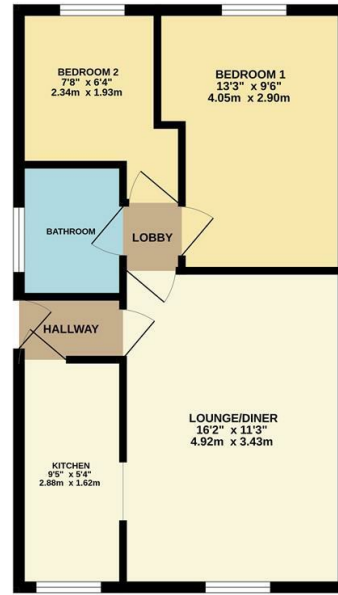 BEDROOM 2
7'8" x 6'4"
2.34m x 1.93m
BEDROOM 1
13'3" x 9'6"
4.05m x 2.90m
BATHROOM
LOBBY
HALLWAY
LOUNGE/DINER
16'2" x 11'3"
4.92m x 3.43m
KITCHEN
9'5" x 5'4"
2.88m x 1.62m